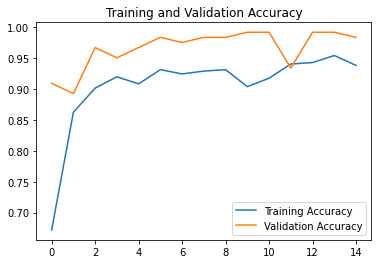 Training and Validation Accuracy
1.00
0.95
0.90
0.85
0.80
0.75
0.70
Training Accuracy
Validation Accuracy
0 2 4 6 8 10 12 14